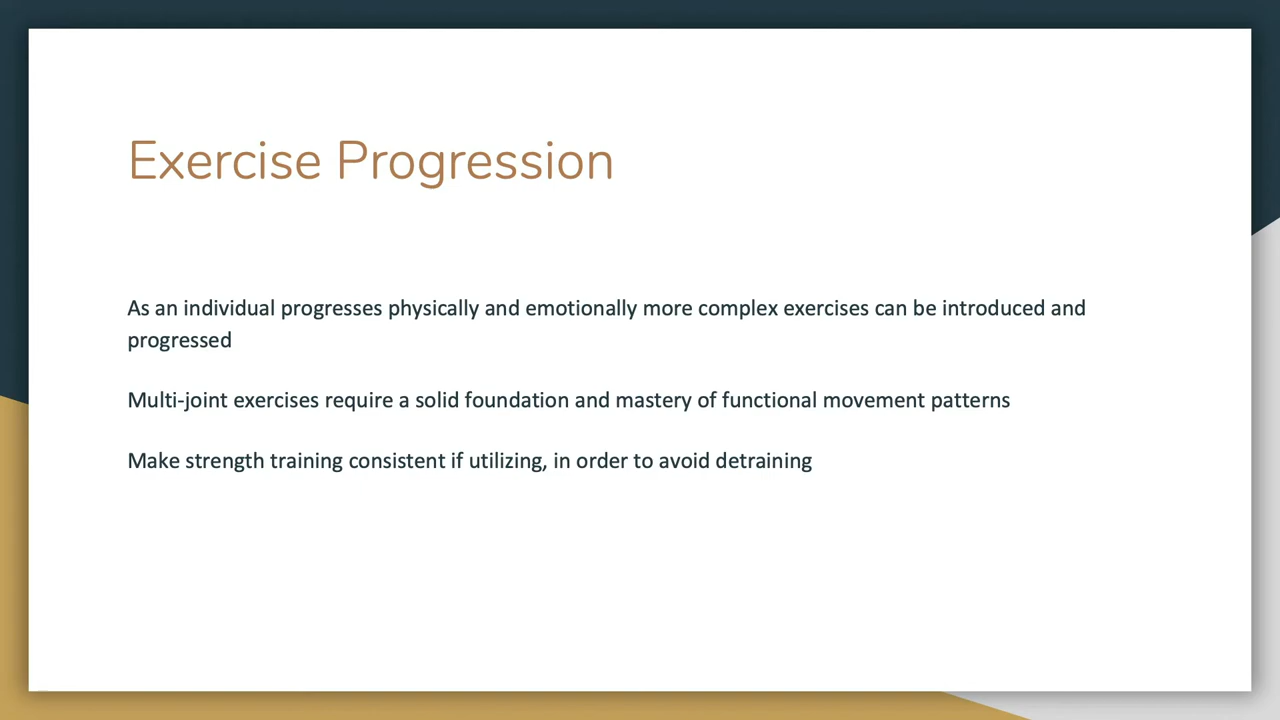 Exercise Progression
As an individual progresses physically and emotionally more complex exercises can be introduced and
progressed
Multi-joint exercises require a solid foundation and mastery of functional movement patterns
Make strength training consistent if utilizing, in order to avoid detraining